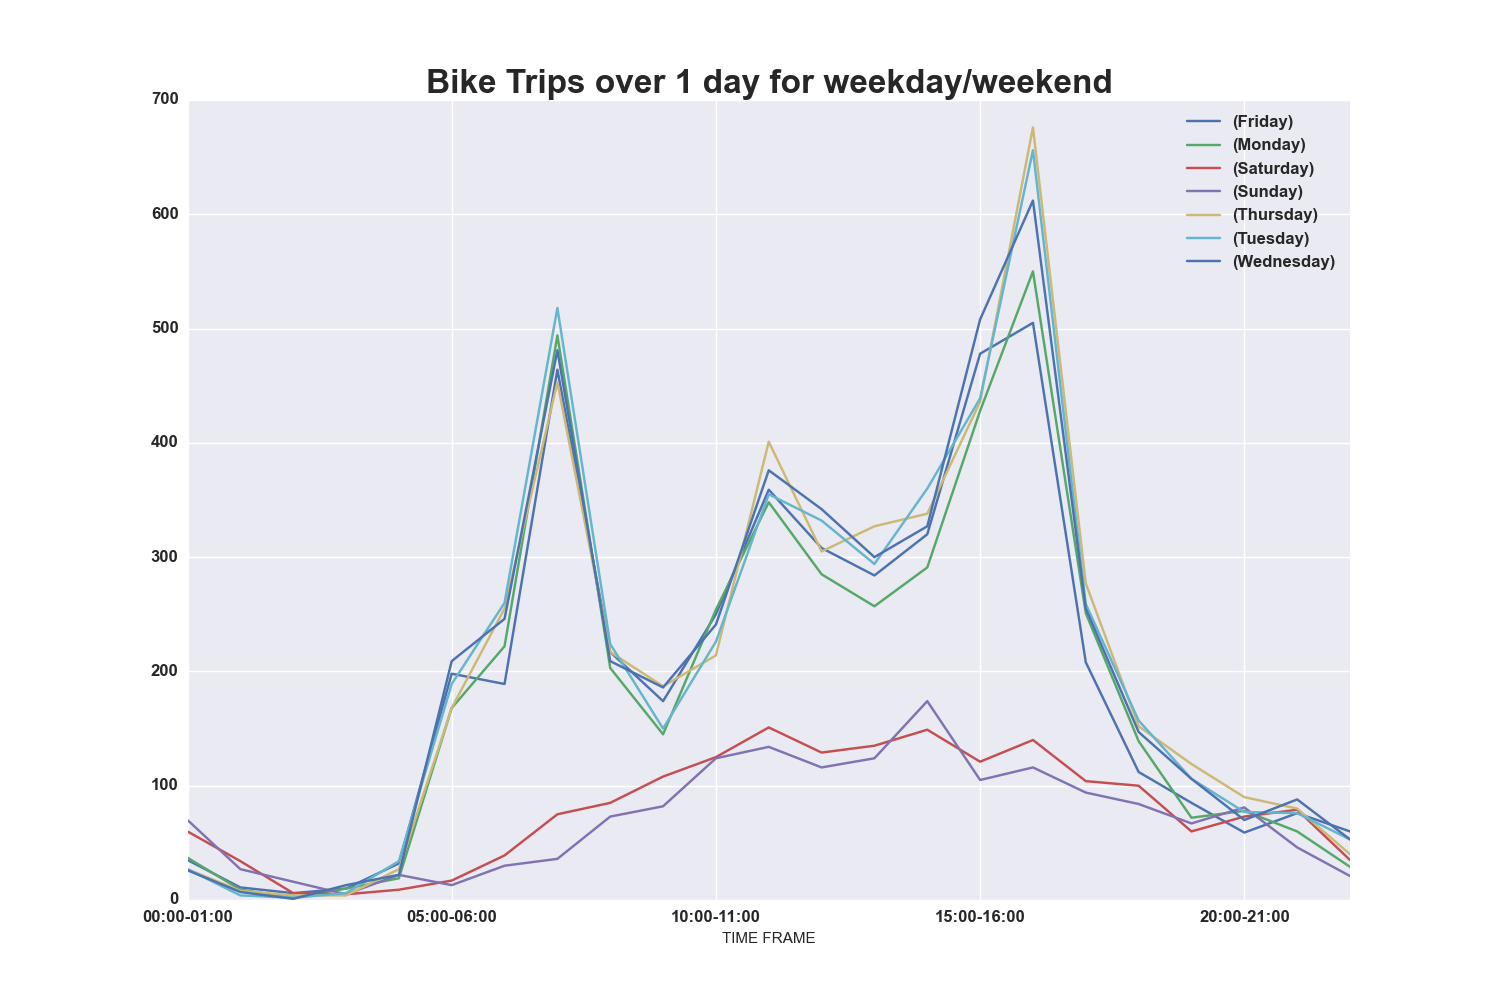 Bike Trips over 1 day for weekday/weekend
700
600
500
400
300
200
100
0
(Friday)
(Monday)
(Saturday)
(Sunday)
(Thursday)
(Tuesday)
(Wednesday)
00:00-01:00 05:00-06:00 10:00-11:00 15:00-16:00 20:00-21:00
TIME FRAME